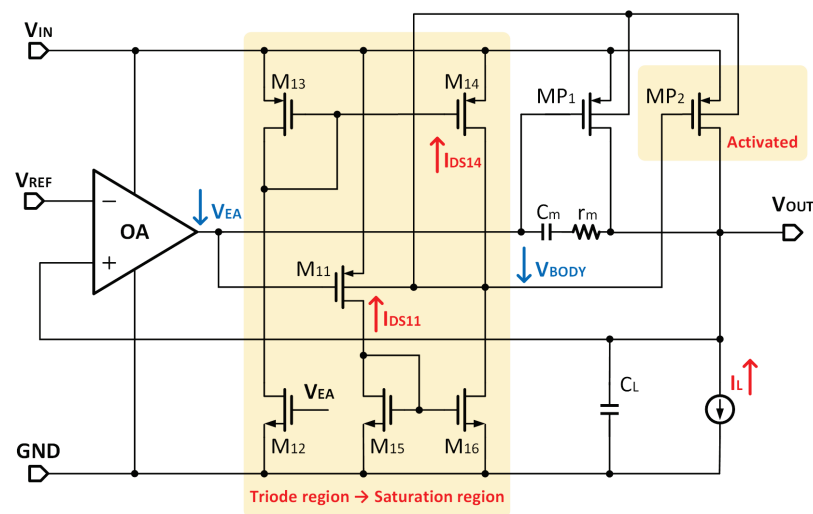 VIN
M13
M14
MP1
MP2
Activated
IDS14
VREF
−
VEA
OA
+
Cm
rm
VOUT
M11
VBODY
IDS11
VEA
CL
IL
GND
M12
M15
M16
Triode region → Saturation region